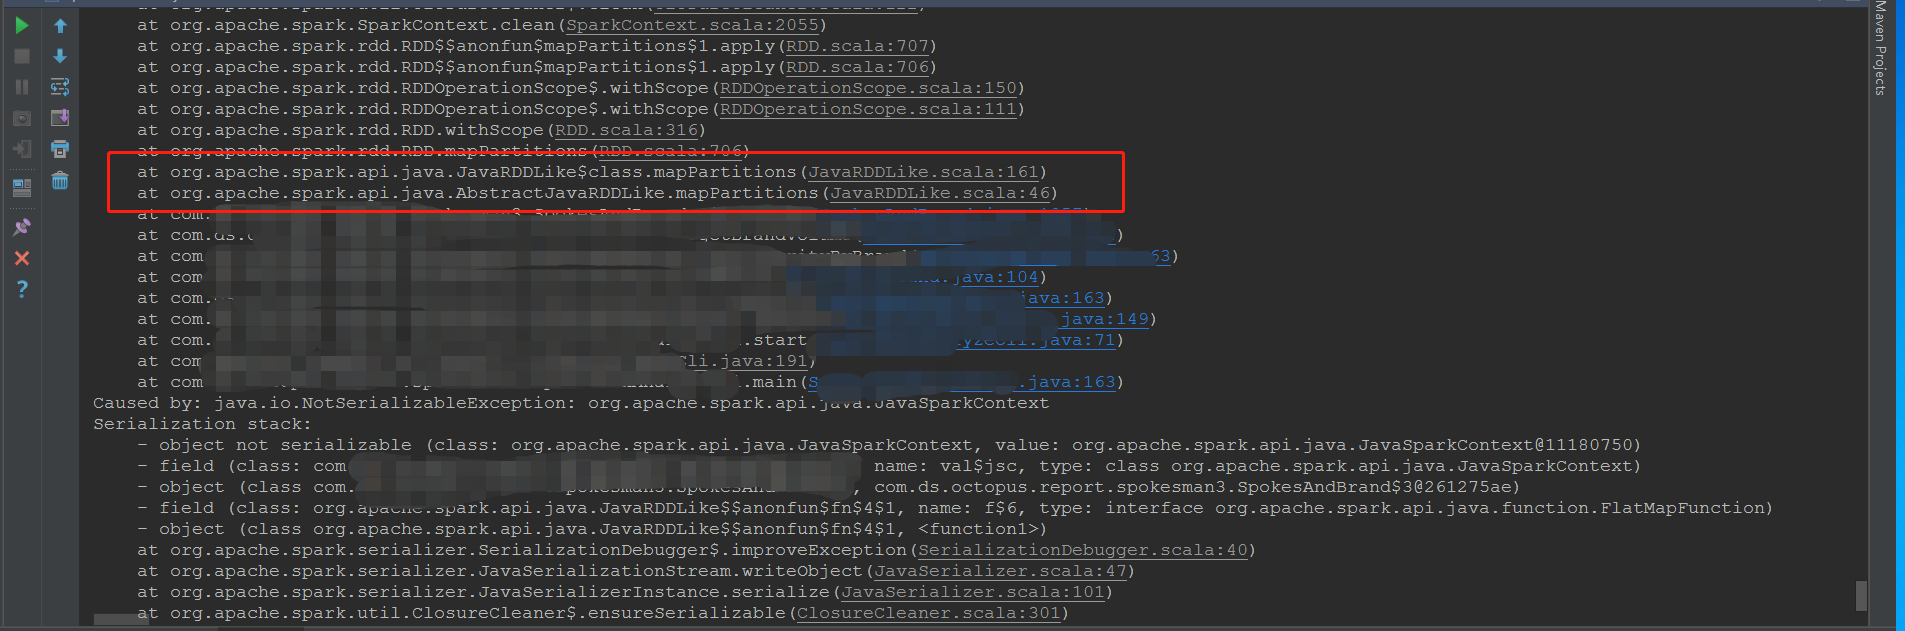 at org.apache.spark.SparkContext.clean(SparkContext.scala:2055)
at org.apache.spark.rdd.RDD$$anonfun$mapPartitions$1.apply(RDD.scala:707)
at org.apache.spark.rdd.RDD$$anonfun$mapPartitions$1.apply(RDD.scala:706)
at org.apache.spark.rdd.RDDOperationScope$.withScope(RDDOperationScope.scala:150)
at org.apache.spark.rdd.RDDOperationScope$.withScope(RDDOperationScope.scala:111)
at org.apache.spark.rdd.RDD.withScope(RDD.scala:316)
at org.apache.spark.rdd.RDD.mapPartitions(RDD.scala:706)
at org.apache.spark.api.java.JavaRDDLike$class.mapPartitions(JavaRDDLike.scala:161)
at org.apache.spark.api.java.AbstractJavaRDDLike.mapPartitions(JavaRDDLike.scala:46)
at com.
at com.ds.
at com. 63)
at com .java:104)
at com. java:163)
at com. .java:149)
at com. .start .java:71)
at com Cli.java:191)
at com .main(S .java:163)
Caused by: java.io.NotSerializableException: org.apache.spark.api.java.JavaSparkContext
Serialization stack:
- object not serializable (class: org.apache.spark.api.java.JavaSparkContext, value: org.apache.spark.api.java.JavaSparkContext@11180750)
- field (class: com name: val$jsc, type: class org.apache.spark.api.java.JavaSparkContext)
- object (class com. , com.ds.octopus.report.spokesman3.SpokesAndBrand$3@261275ae)
- field (class: org.apache.spark.api.java.JavaRDDLike$$anonfun$fn$4$1, name: f$6, type: interface org.apache.spark.api.java.function.FlatMapFunction)
- object (class org.apache.spark.api.java.JavaRDDLike$$anonfun$fn$4$1, <function1>)
at org.apache.spark.serializer.SerializationDebugger$.improveException(SerializationDebugger.scala:40)
at org.apache.spark.serializer.JavaSerializationStream.writeObject(JavaSerializer.scala:47)
at org.apache.spark.serializer.JavaSerializerInstance.serialize(JavaSerializer.scala:101)
at org.apache.spark.util.ClosureCleaner$.ensureSerializable(ClosureCleaner.scala:301)
Maven Projects